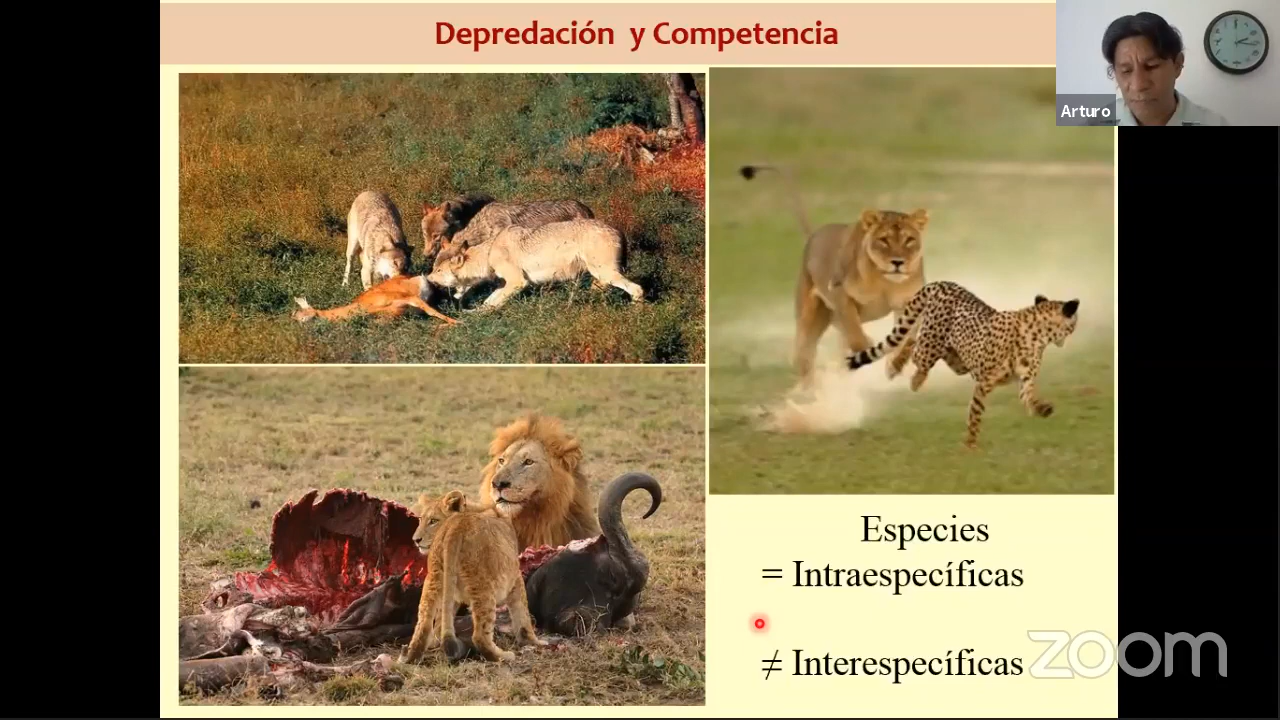 Depredación y Competencia
Arturo
Especies
= Intraespecíficas
≠ Interespecíficas
zoom